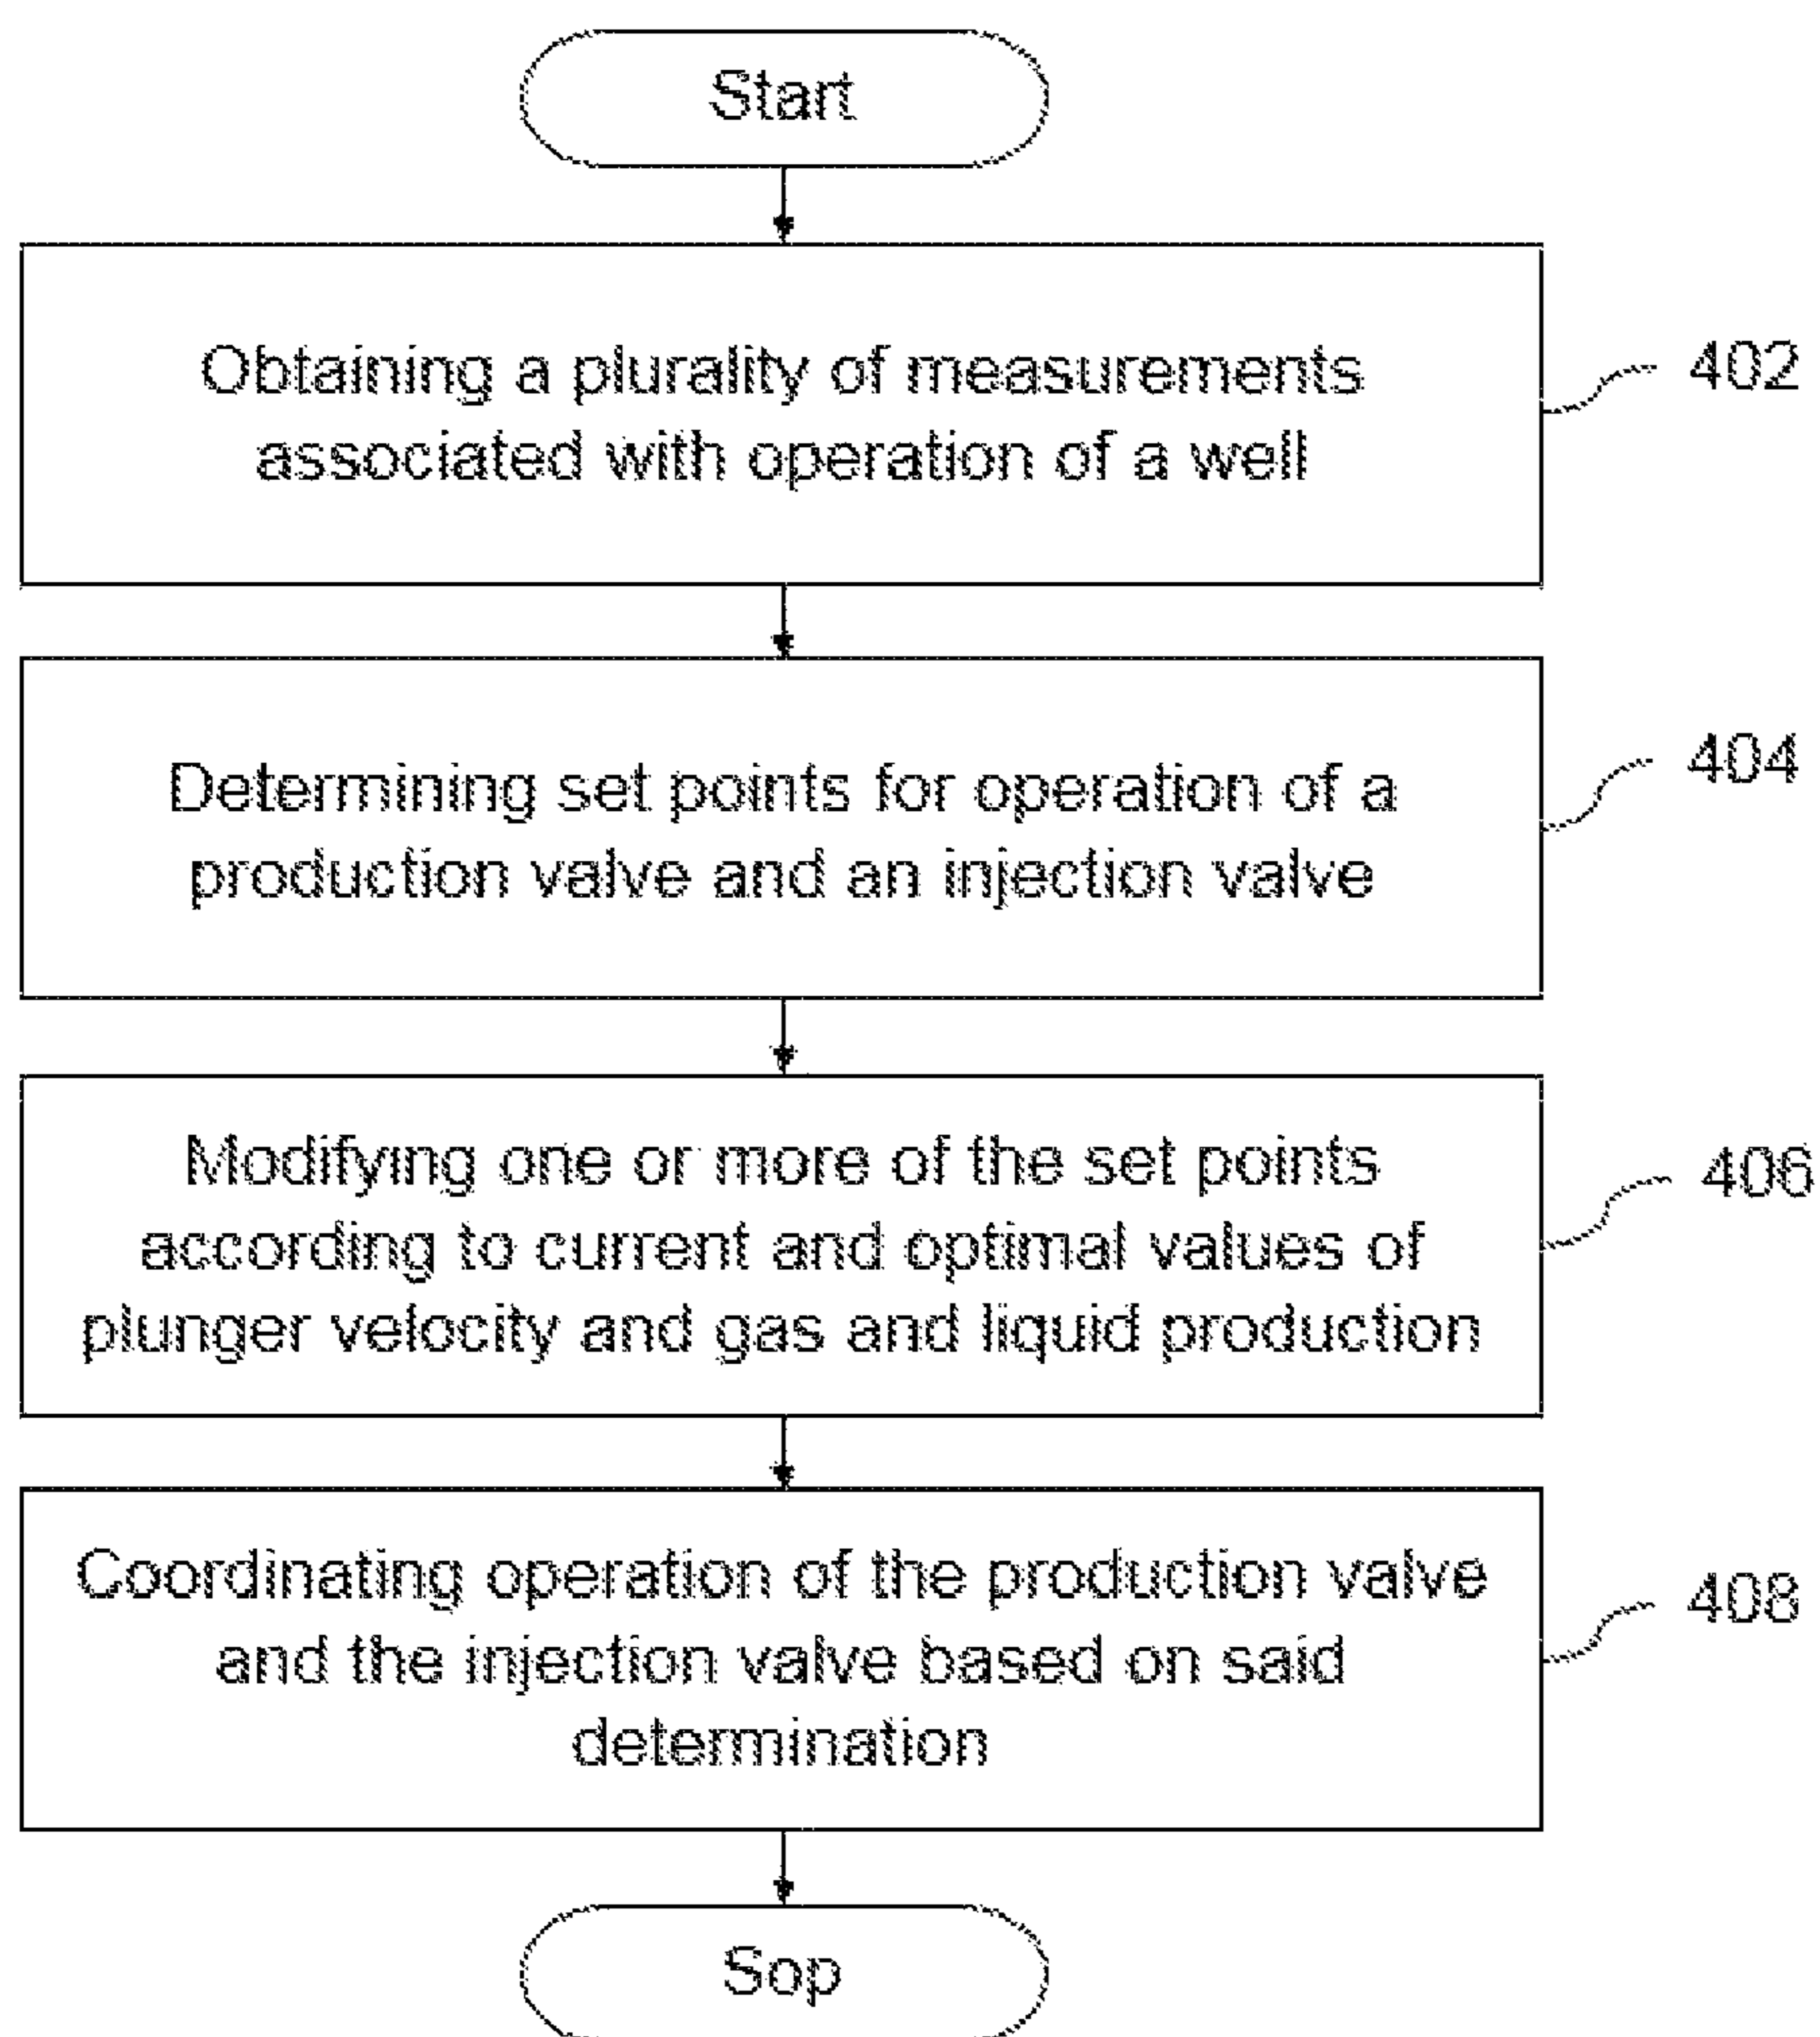 Start
Obtaining a plurality of measurements
associated with operation of a well
402
Determining set points for operation of a
production valve and an injection valve
404
Modifying one or more of the set points
according to current and optimal values of
plunger velocity and gas and liquid production
406
Coordinating operation of the production valve
and the injection valve based on said
determination
408
Sop